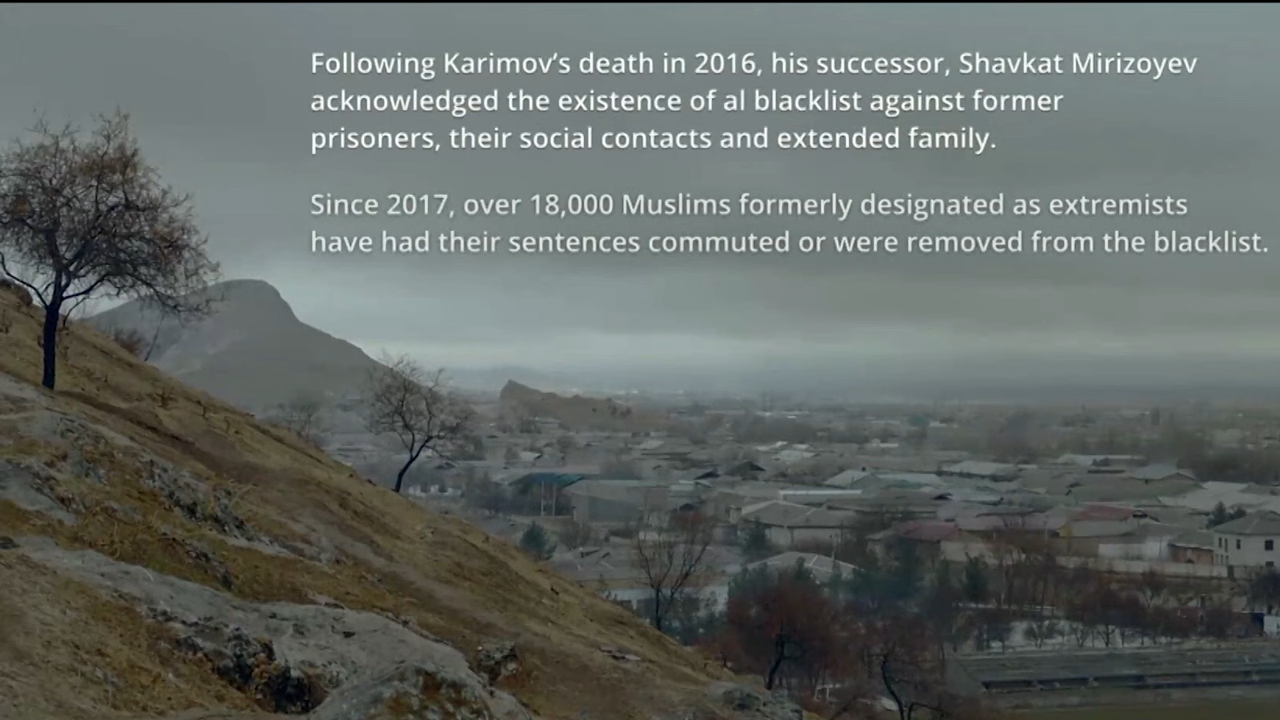 Following Karimov’s death in 2016, his successor, Shavkat Mirizoyev
acknowledged the existence of al blacklist against former
prisoners, their social contacts and extended family.
Since 2017, over 18,000 Muslims formerly designated as extremists
have had their sentences commuted or were removed from the blacklist.